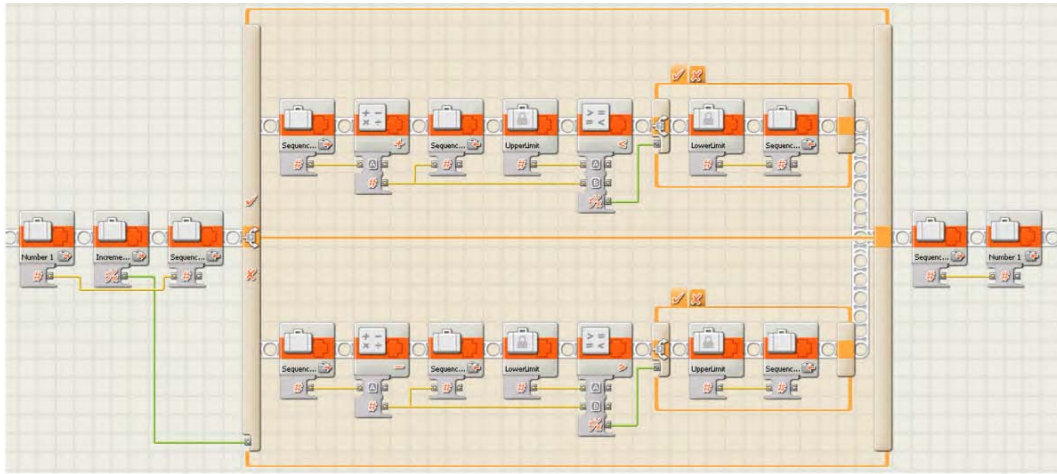 Sequenc...
Sequenc...
UpperLimit
LowerLimit
Sequenc...
A
#
#
#
A
#
#
#
B
Number 1
Increme...
Sequenc...
Sequenc...
Number 1
#
#
#
#
Sequenc...
Sequenc...
LowerLimit
UpperLimit
Sequenc...
#
A
#
#
A
#
#
#
B